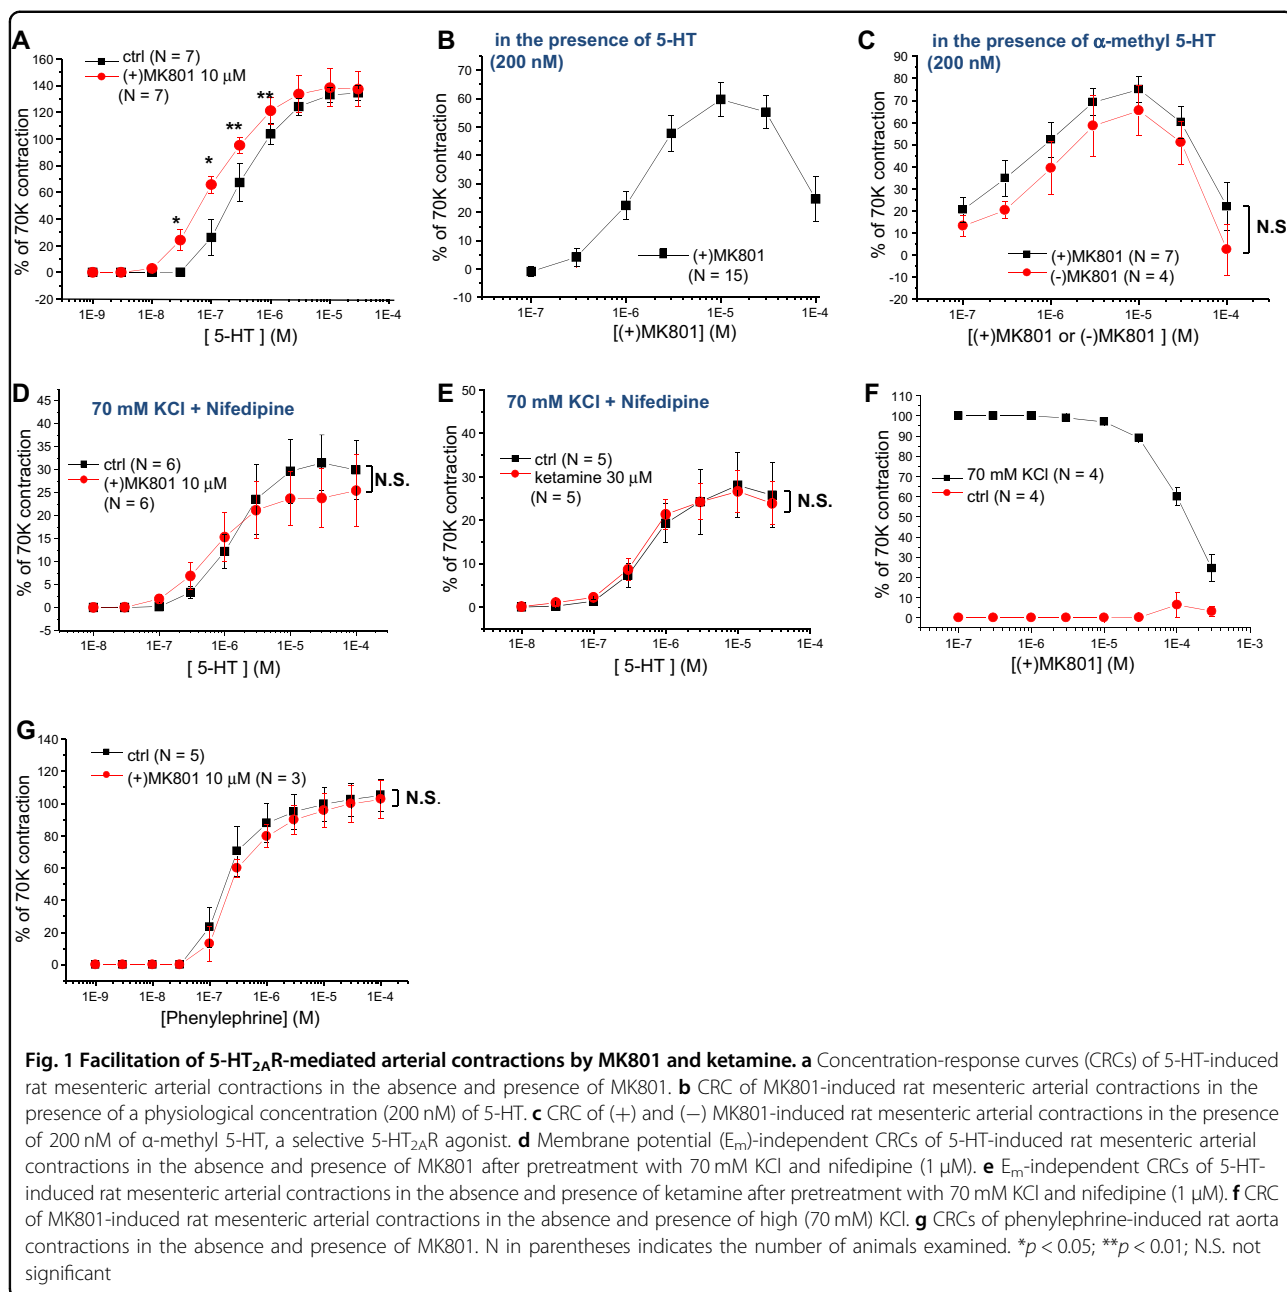 A
ctrl (N = 7)
(+)MK801 10 μM
(N = 7)
160
140
120
100
80
60
40
20
0
-20
% of 70K contraction
*
**
*
**
1E-9
1E-8
1E-7
1E-6
1E-5
1E-4
[ 5-HT ] (M)
B
in the presence of 5-HT
(200 nM)
70
60
50
40
30
20
10
0
-10
% of 70K contraction
(+)MK801
(N = 15)
1E-7
1E-6
1E-5
1E-4
[(+)MK801] (M)
C
in the presence of α-methyl 5-HT
(200 nM)
90
80
70
60
50
40
30
20
10
0
-10
-20
% of 70K contraction
N.S
(+)MK801 (N = 7)
(-)MK801 (N = 4)
1E-7
1E-6
1E-5
1E-4
[(+)MK801 or (-)MK801 ] (M)
D
70 mM KCl + Nifedipine
45
40
35
30
25
20
15
10
5
0
-5
% of 70K contraction
ctrl (N = 6)
(+)MK801 10 μM
(N = 6)
N.S.
1E-8
1E-7
1E-6
1E-5
1E-4
[ 5-HT ] (M)
E
70 mM KCl + Nifedipine
50
40
30
20
10
0
% of 70K contraction
ctrl (N = 5)
ketamine 30 μM
(N = 5)
N.S.
1E-8
1E-7
1E-6
1E-5
1E-4
[ 5-HT ] (M)
F
110
100
90
80
70
60
50
40
30
20
10
0
% of 70K contraction
70 mM KCl (N = 4)
ctrl (N = 4)
1E-7
1E-6
1E-5
1E-4
1E-3
[(+)MK801] (M)
G
140
120
100
80
60
40
20
0
% of 70K contraction
ctrl (N = 5)
(+)MK801 10 μM (N = 3)
N.S.
1E-9
1E-8
1E-7
1E-6
1E-5
1E-4
[Phenylephrine] (M)
Fig. 1 Facilitation of 5-HT2AR-mediated arterial contractions by MK801 and ketamine. a Concentration-response curves (CRCs) of 5-HT-induced
rat mesenteric arterial contractions in the absence and presence of MK801. b CRC of MK801-induced rat mesenteric arterial contractions in the
presence of a physiological concentration (200 nM) of 5-HT. c CRC of (+) and (−) MK801-induced rat mesenteric arterial contractions in the presence
of 200 nM of α-methyl 5-HT, a selective 5-HT2AR agonist. d Membrane potential (Em)-independent CRCs of 5-HT-induced rat mesenteric arterial
contractions in the absence and presence of MK801 after pretreatment with 70 mM KCl and nifedipine (1 μM). e Em-independent CRCs of 5-HT-
induced rat mesenteric arterial contractions in the absence and presence of ketamine after pretreatment with 70 mM KCl and nifedipine (1 μM). f CRC
of MK801-induced rat mesenteric arterial contractions in the absence and presence of high (70 mM) KCl. g CRCs of phenylephrine-induced rat aorta
contractions in the absence and presence of MK801. N in parentheses indicates the number of animals examined. *p < 0.05; **p < 0.01; N.S. not
significant